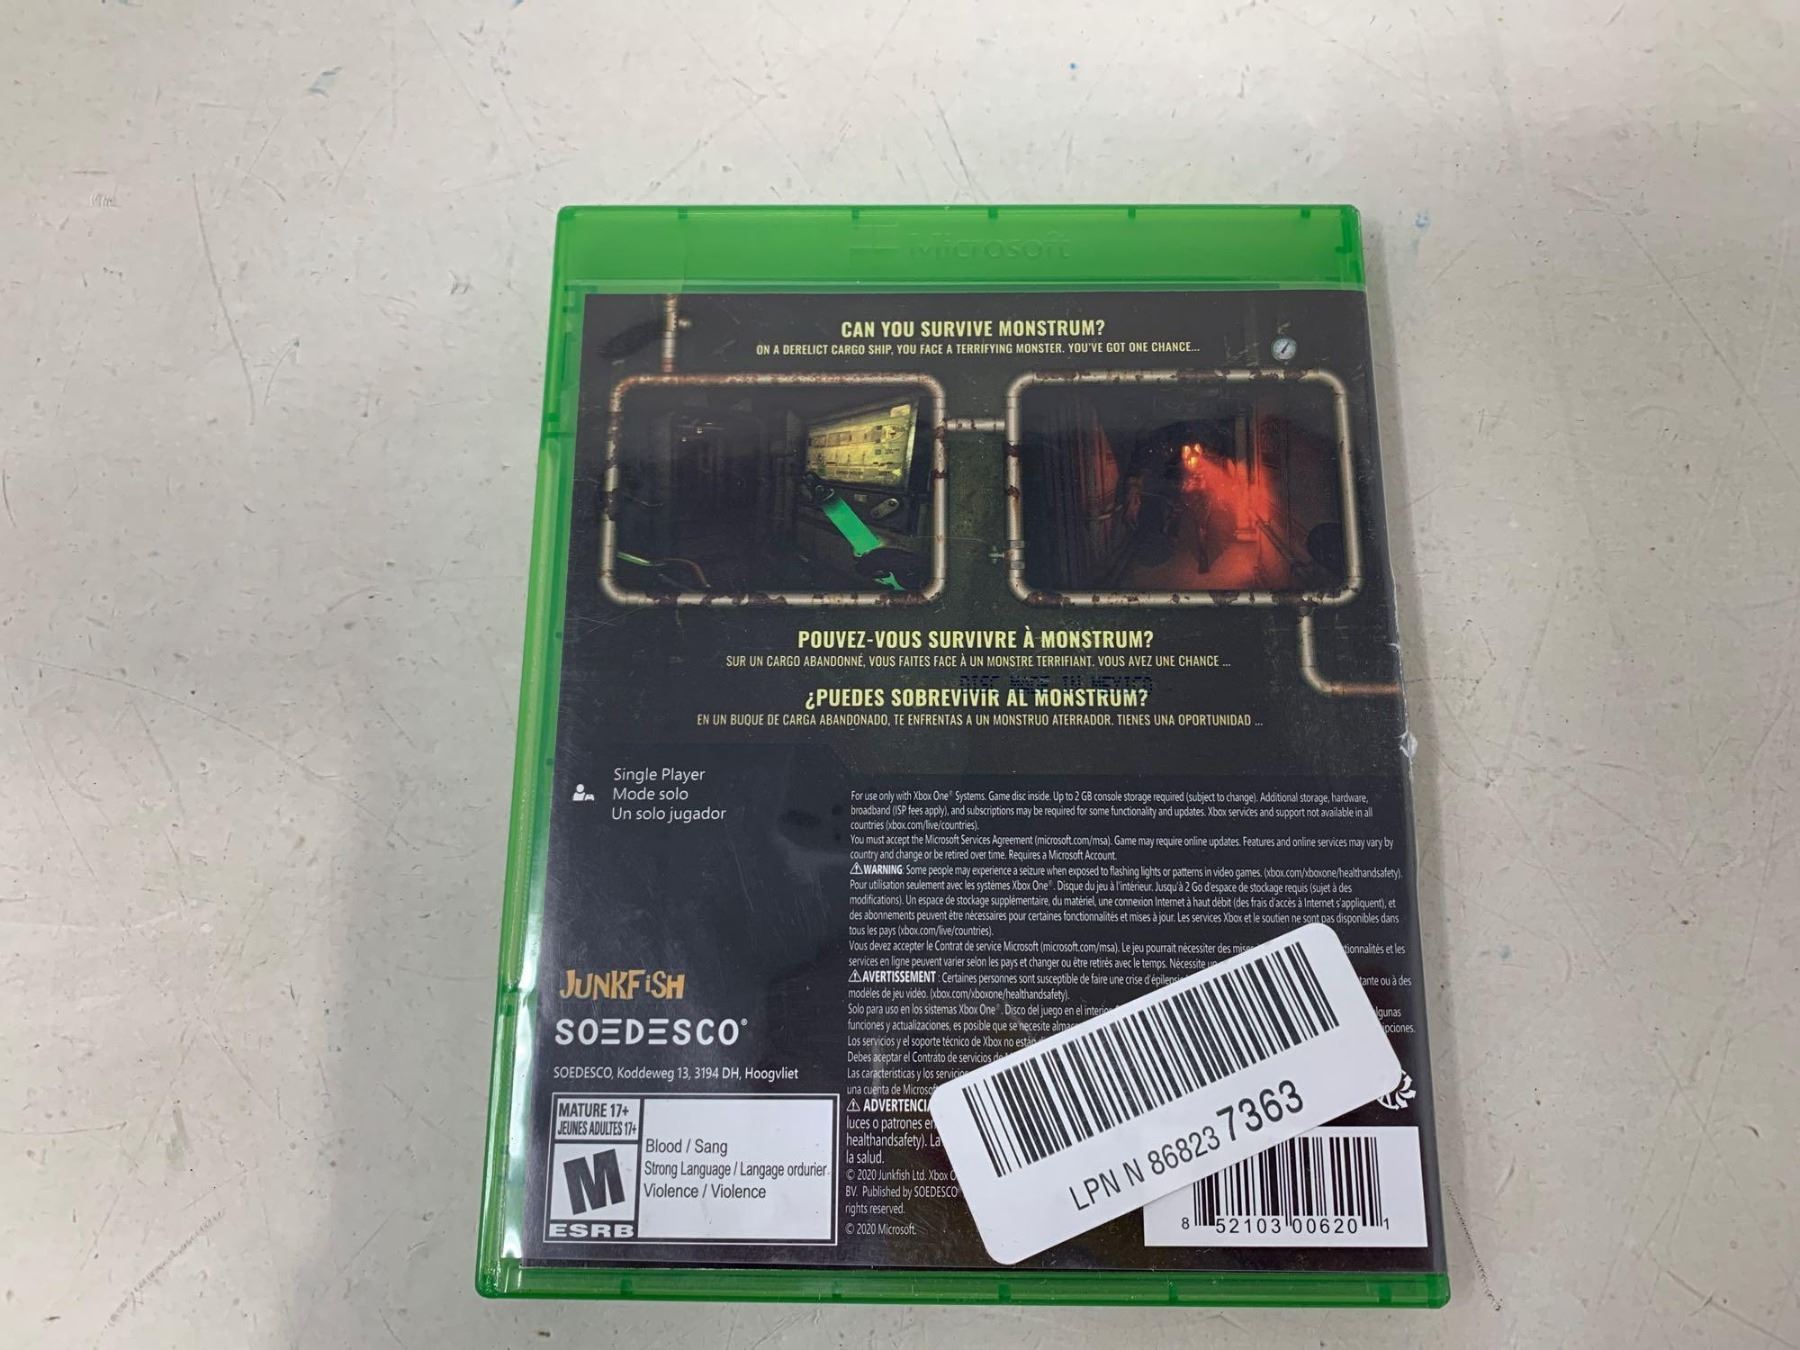 Microsoft
CAN YOU SURVIVE MONSTRUM?
ON A DERELICT CARGO SHIP, YOU FACE A TERRIFYING MONSTER. YOU'VE GOT ONE CHANCE...
POUVEZ-VOUS SURVIVRE À MONSTRUM?
SUR UN CARGO ABANDONNÉ, VOUS FAITES FACE À UN MONSTRE TERRIFIANT. VOUS AVEZ UNE CHANCE ...
DISC MADE IN MEXICO
¿PUEDES SOBREVIVIR AL MONSTRUM?
EN UN BUQUE DE CARGA ABANDONADO, TE ENFRENTAS A UN MONSTRUO ATERRADOR. TIENES UNA OPORTUNIDAD ...
Single Player
Mode solo
Un solo jugador
For use only with Xbox One® Systems. Game disc inside. Up to 2 GB console storage required (subject to change). Additional storage, hardware,
broadband (ISP fees apply), and subscriptions may be required for some functionality and updates. Xbox services and support not available in all
countries (xbox.com/live/countries).
You must accept the Microsoft Services Agreement (microsoft.com/msa). Game may require online updates. Features and online services may vary by
country and change or be retired over time. Requires a Microsoft Account.
⚠WARNING: Some people may experience a seizure when exposed to flashing lights or patterns in video games. (xbox.com/xboxone/healthandsafety).
Pour utilisation seulement avec les systèmes Xbox One®. Disque du jeu à l'intérieur. Jusqu'à 2 Go d'espace de stockage requis (sujet à des
modifications). Un espace de stockage supplémentaire, du matériel, une connexion Internet à haut débit (des frais d'accès à Internet s'appliquent), et
des abonnements peuvent être nécessaires pour certaines fonctionnalités et mises à jour. Les services Xbox et le soutien ne sont pas disponibles dans
tous les pays (xbox.com/live/countries).
Vous devez accepter le Contrat de service Microsoft (microsoft.com/msa). Le jeu pourrait nécessiter des mises tionnalités et les
services en ligne peuvent varier selon les pays et changer ou être retirés avec le temps. Nécessite
⚠AVERTISSEMENT : Certaines personnes sont susceptible de faire une crise d'épileps tante ou à des
modèles de jeu vidéo. (xbox.com/xboxone/healthandsafety).
Solo para uso en los sistemas Xbox One®. Disco del juego en el interior lgunas
funciones y actualizaciones, es posible que se necesite almac ipciones.
Los servicios y el soporte técnico de Xbox no están
Debes aceptar el Contrato de servicios de
Las características y los servicios
una cuenta de Microsoft
⚠ ADVERTENCIA
luces o patrones en
healthandsafety). La
la salud.
© 2020 Junkfish Ltd. Xbox O
BV. Published by SOEDESCO
rights reserved.
© 2020 Microsoft.
JUNKFISH
SOEDESCO®
SOEDESCO, Koddeweg 13, 3194 DH, Hoogvliet
MATURE 17+
JEUNES ADULTES 17+
M
ESRB
Blood / Sang
Strong Language / Langage ordurier
Violence / Violence
LPN N 868237363
8 52103 00620 1